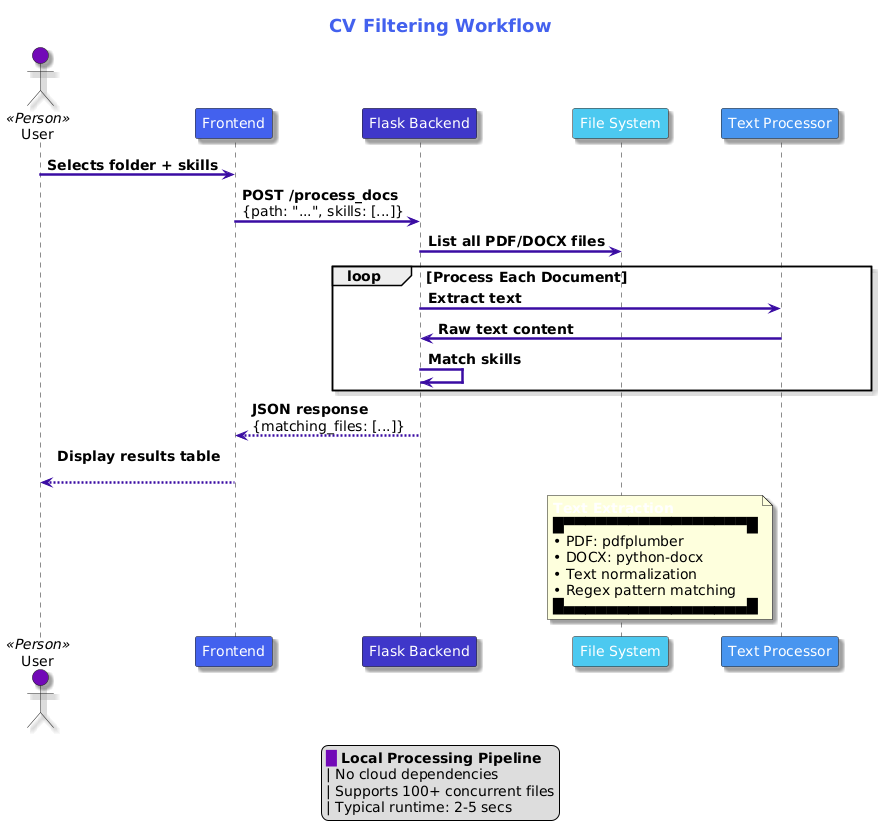 CV Filtering Workflow
«Person»
User
Frontend
Flask Backend
File System
Text Processor
Selects folder + skills
POST /process_docs
{path: "...", skills: [...]}
List all PDF/DOCX files
loop
[Process Each Document]
Extract text
Raw text content
Match skills
JSON response
{matching_files: [...]}
Display results table
• PDF: pdfplumber
• DOCX: python-docx
• Text normalization
• Regex pattern matching
«Person»
User
Frontend
Flask Backend
File System
Text Processor
Local Processing Pipeline
| No cloud dependencies
| Supports 100+ concurrent files
| Typical runtime: 2-5 secs